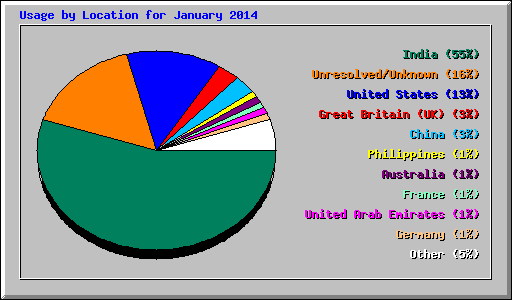 Usage by Location for January 2014
India (55%)
Unresolved/Unknown (16%)
United States (13%)
Great Britain (UK) (3%)
China (3%)
Philippines (1%)
Australia (1%)
France (1%)
United Arab Emirates (1%)
Germany (1%)
Other (5%)